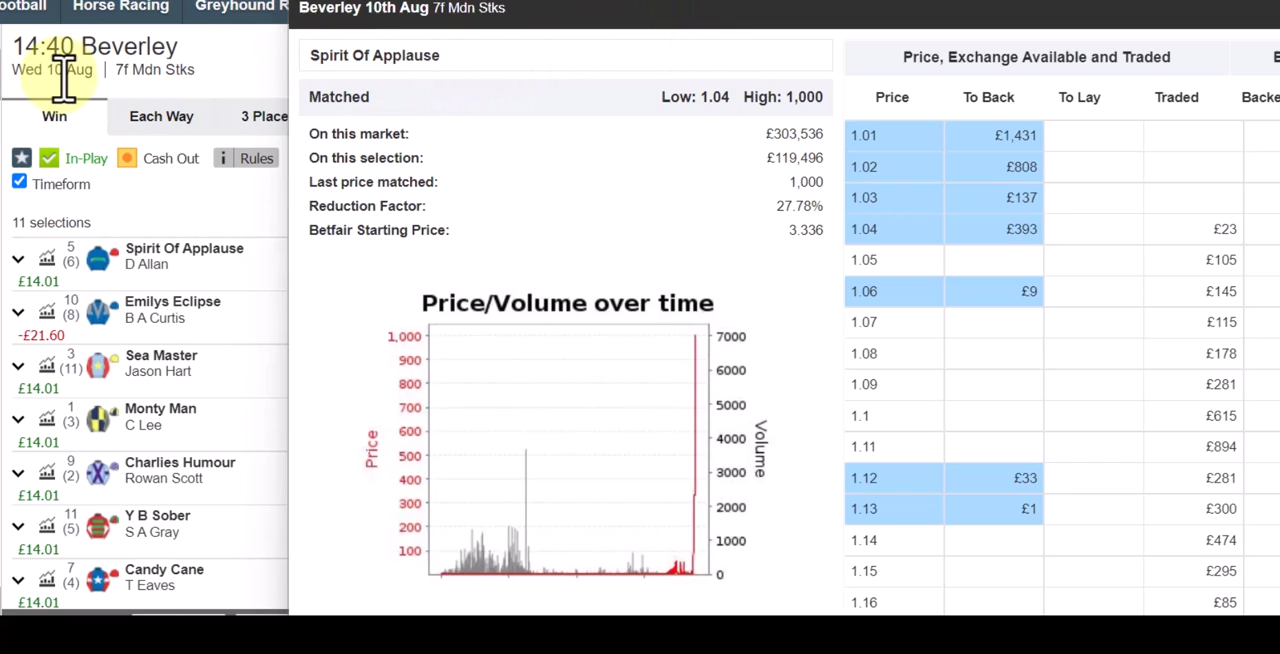 ootball Horse Racing Greyhound R
14:40 Beverley
Wed 10 Aug | 7f Mdn Stks
Win Each Way 3 Place
In-Play Cash Out i Rules
Timeform
11 selections
5
(6)
Spirit Of Applause
D Allan
£14.01
10
(8)
Emilys Eclipse
B A Curtis
-£21.60
3
(11)
Sea Master
Jason Hart
£14.01
1
(3)
Monty Man
C Lee
£14.01
9
(2)
Charlies Humour
Rowan Scott
£14.01
11
(5)
Y B Sober
S A Gray
£14.01
7
(4)
Candy Cane
T Eaves
£14.01
Beverley 10th Aug 7f Mdn Stks
Spirit Of Applause
Matched Low: 1.04 High: 1,000
On this market: £303,536
On this selection: £119,496
Last price matched: 1,000
Reduction Factor: 27.78%
Betfair Starting Price: 3.336
Price/Volume over time
Price
1,000
900
800
700
600
500
400
300
200
100
7000
6000
5000
4000
3000
2000
1000
0
Volume
Price, Exchange Available and Traded
Price To Back To Lay Traded Backe
1.01 £1,431
1.02 £808
1.03 £137
1.04 £393 £23
1.05 £105
1.06 £9 £145
1.07 £115
1.08 £178
1.09 £281
1.1 £615
1.11 £894
1.12 £33 £281
1.13 £1 £300
1.14 £474
1.15 £295
1.16 £85